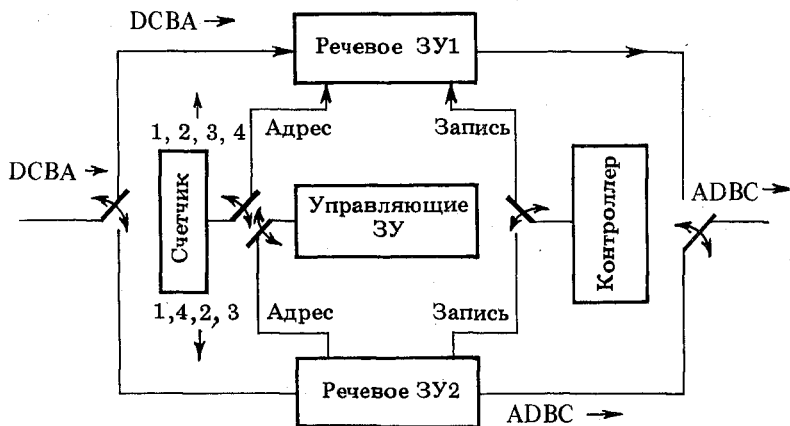 DCBA
Речевое ЗУ1
1, 2, 3, 4
Адрес
Запись
DCBA
Счетчик
Управляющие
ЗУ
Контроллер
ADBC
1,4,2,3
Адрес
Запись
Речевое ЗУ2
ADBC